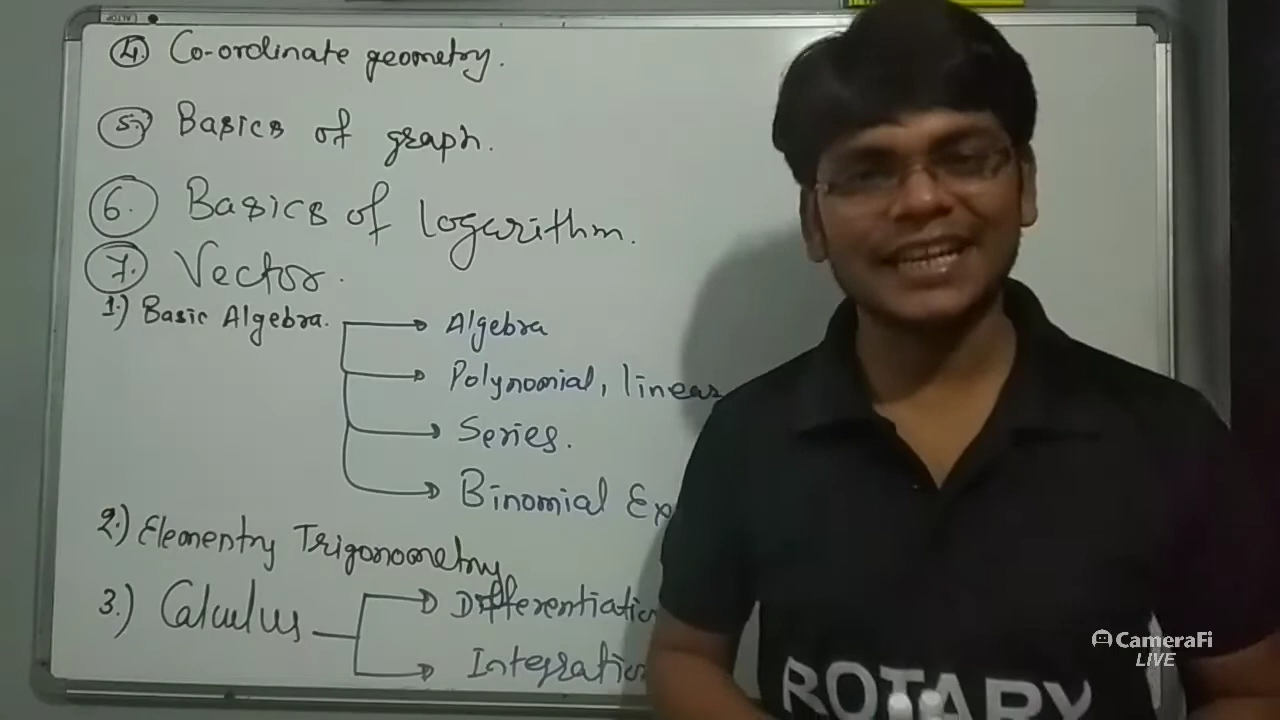 4. Co-ordinate geometry.
5. Basics of graph.
6. Basics of logarithm.
7. Vector.
1.) Basic Algebra. Algebra
Polynomial, linear
Series.
Binomial Exp
2.) Elementry Trigonometry
3.) Calculus Differentiation
Integration
CameraFi
LIVE
ROTARY